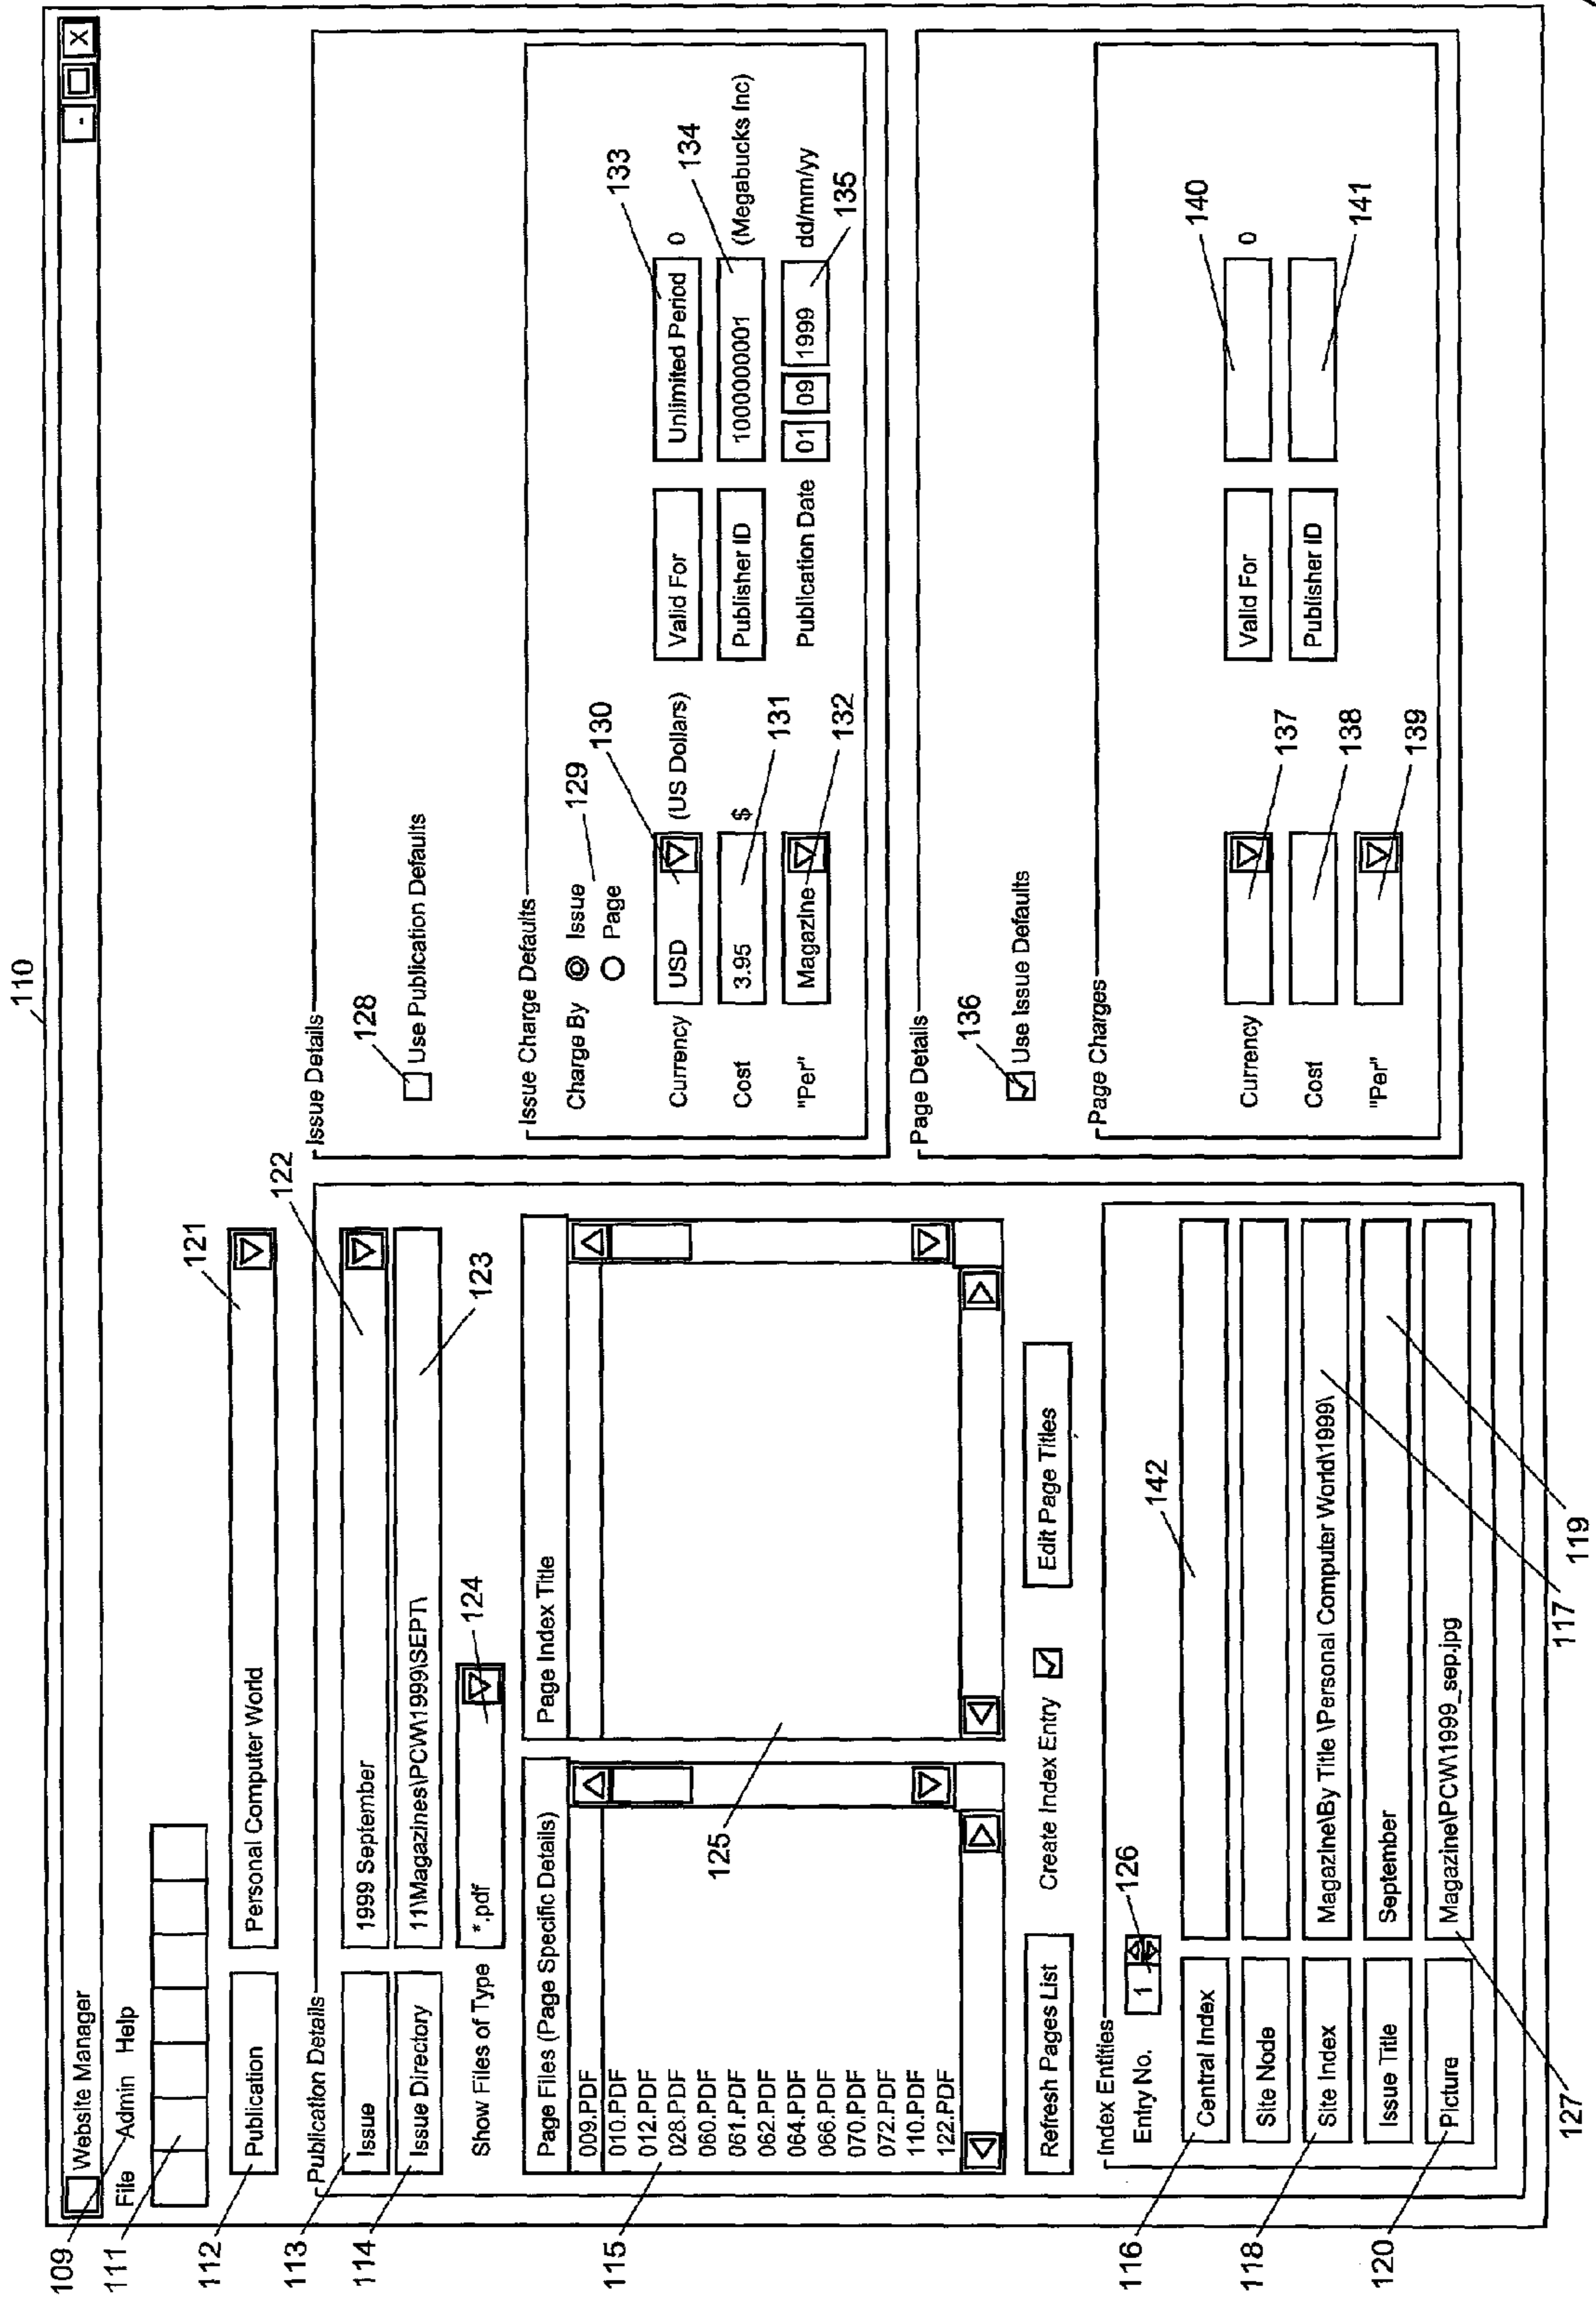 110
Website Manager
- X
109
File Admin Help
111
112
Publication
Personal Computer World
121
Publication Details
113
Issue
1999 September
122
114
Issue Directory
11\Magazines\PCW\1999\SEPT\
123
Show Files of Type
*.pdf
124
Page Files (Page Specific Details)
Page Index Title
115
009.PDF
010.PDF
012.PDF
028.PDF
060.PDF
061.PDF
062.PDF
064.PDF
066.PDF
070.PDF
072.PDF
110.PDF
122.PDF
125
Refresh Pages List
Create Index Entry
Edit Page Titles
Index Entities
Entry No.
1
126
142
116
Central Index
Site Node
118
Site Index
Magazine\By Title \Personal Computer World\1999\
117
Issue Title
September
119
120
Picture
Magazine\PCW\1999_sep.jpg
127
Issue Details
128
Use Publication Defaults
Issue Charge Defaults
Charge By
Issue
Page
129
130
Currency
USD
(US Dollars)
Valid For
Unlimited Period
0
133
Cost
3.95
$
131
Publisher ID
1000000001
(Megabucks Inc)
134
"Per"
Magazine
132
Publication Date
01 09 1999
dd/mm/yy
135
Page Details
136
Use Issue Defaults
Page Charges
Currency
137
Valid For
0
140
Cost
138
Publisher ID
141
"Per"
139